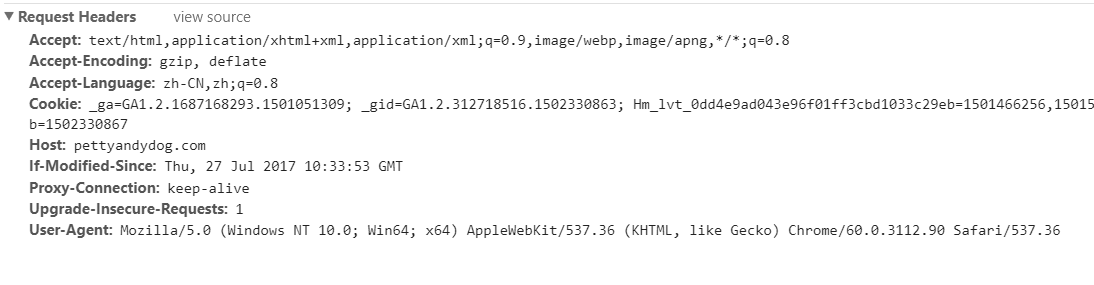 Request Headers view source
Accept: text/html,application/xhtml+xml,application/xml;q=0.9,image/webp,image/apng,*/*;q=0.8
Accept-Encoding: gzip, deflate
Accept-Language: zh-CN,zh;q=0.8
Cookie: _ga=GA1.2.1687168293.1501051309; _gid=GA1.2.312718516.1502330863; Hm_lvt_0dd4e9ad043e96f01ff3cbd1033c29eb=1501466256,15015
b=1502330867
Host: pettyandydog.com
If-Modified-Since: Thu, 27 Jul 2017 10:33:53 GMT
Proxy-Connection: keep-alive
Upgrade-Insecure-Requests: 1
User-Agent: Mozilla/5.0 (Windows NT 10.0; Win64; x64) AppleWebKit/537.36 (KHTML, like Gecko) Chrome/60.0.3112.90 Safari/537.36